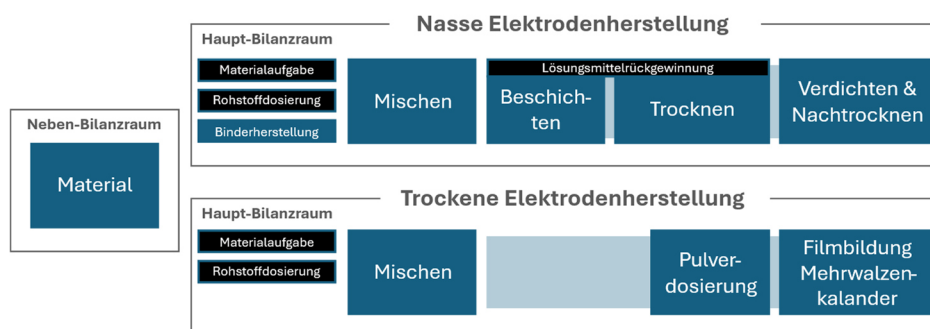 Nasse Elektrodenherstellung
Haupt-Bilanzraum
Materialaufgabe
Rohstoffdosierung
Binderherstellung
Mischen
Lösungsmittelrückgewinnung
Beschich-
ten
Trocknen
Verdichten &
Nachtrocknen
Neben-Bilanzraum
Material
Trockene Elektrodenherstellung
Haupt-Bilanzraum
Materialaufgabe
Rohstoffdosierung
Mischen
Pulver-
dosierung
Filmbildung
Mehrwalzen-
kalander